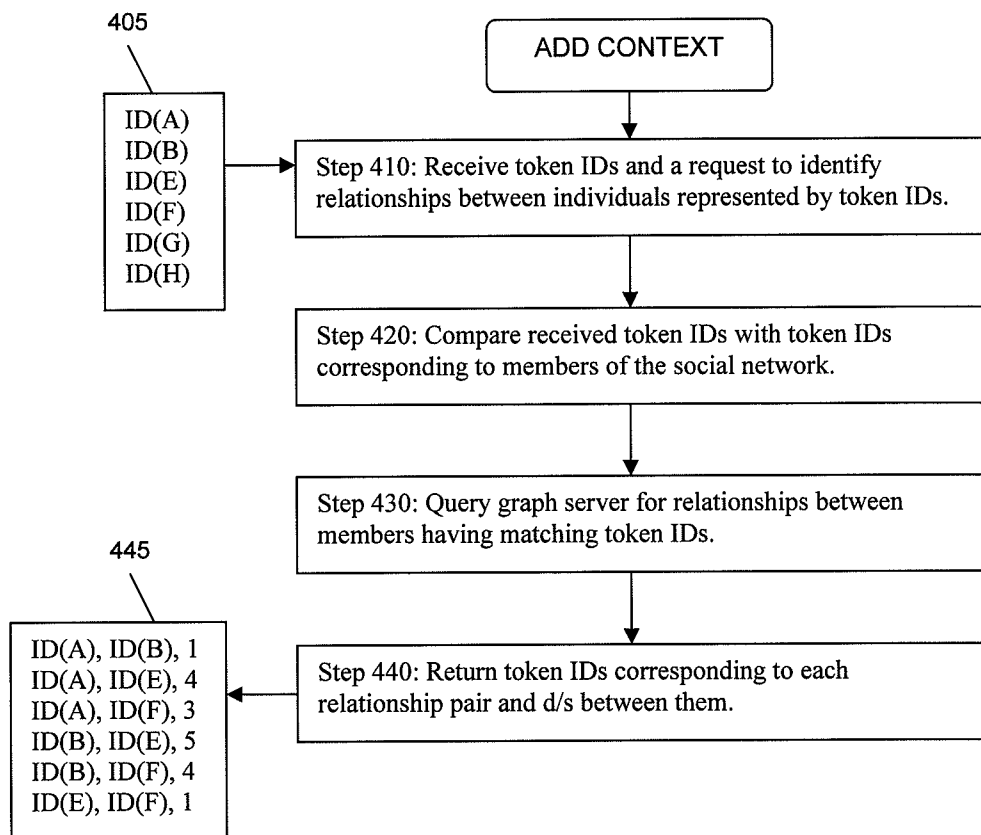 405
ADD CONTEXT
ID(A)
ID(B)
ID(E)
ID(F)
ID(G)
ID(H)
Step 410: Receive token IDs and a request to identify
relationships between individuals represented by token IDs.
Step 420: Compare received token IDs with token IDs
corresponding to members of the social network.
Step 430: Query graph server for relationships between
members having matching token IDs.
445
ID(A), ID(B), 1
ID(A), ID(E), 4
ID(A), ID(F), 3
ID(B), ID(E), 5
ID(B), ID(F), 4
ID(E), ID(F), 1
Step 440: Return token IDs corresponding to each
relationship pair and d/s between them.